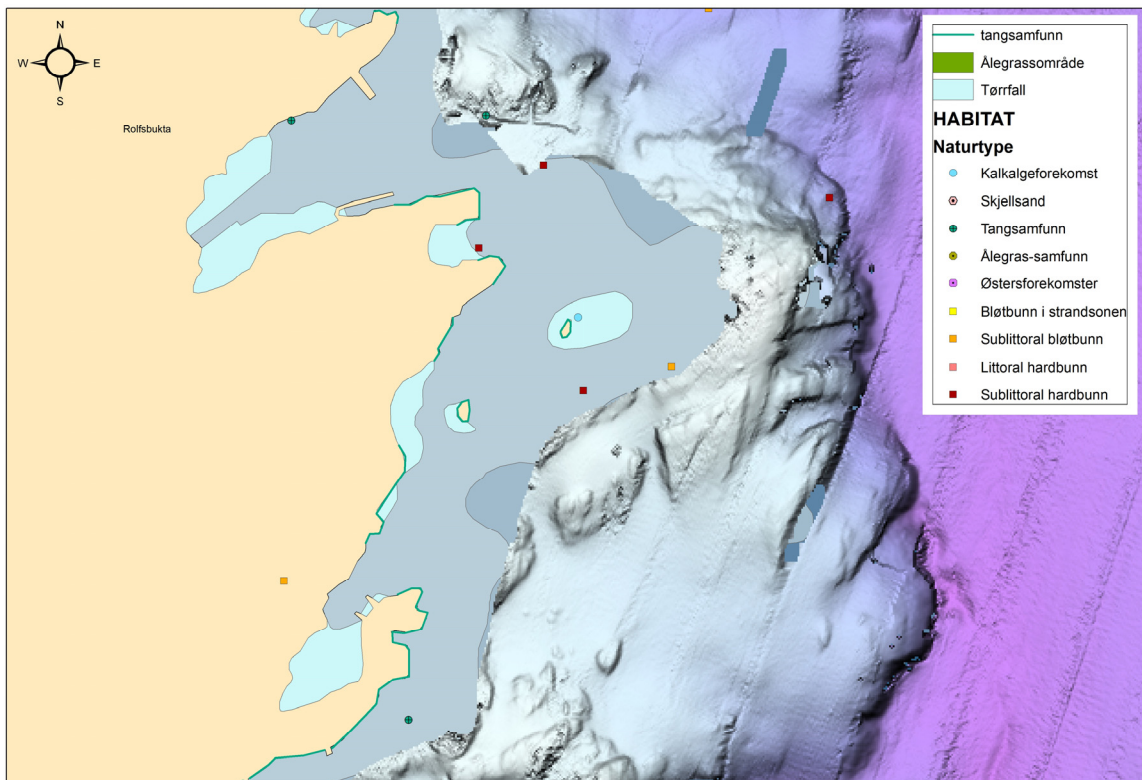 N
W E
S
Rolfsbukta
tangsamfunn
Ålegrassområde
Tørrfall
HABITAT
Naturtype
Kalkalgeforekomst
Skjellsand
Tangsamfunn
Ålegras-samfunn
Østersforekomster
Bløtbunn i strandsonen
Sublittoral bløtbunn
Littoral hardbunn
Sublittoral hardbunn